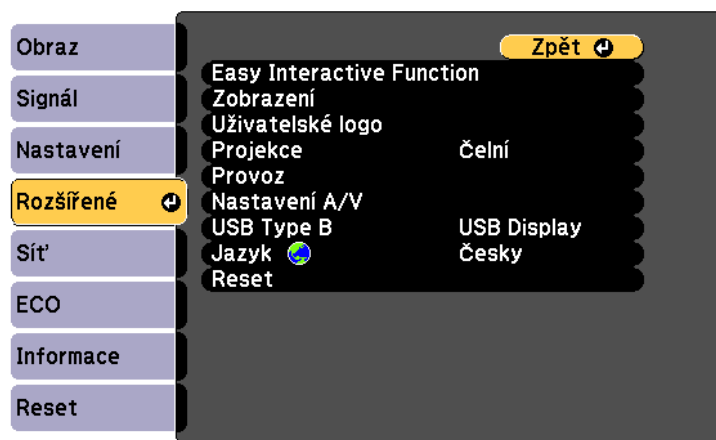 Obraz
Signál
Nastavení
Rozšířené
Síť
ECO
Informace
Reset
Zpět
Easy Interactive Function
Zobrazení
Uživatelské logo
Projekce Čelní
Provoz
Nastavení A/V
USB Type B USB Display
Jazyk Česky
Reset